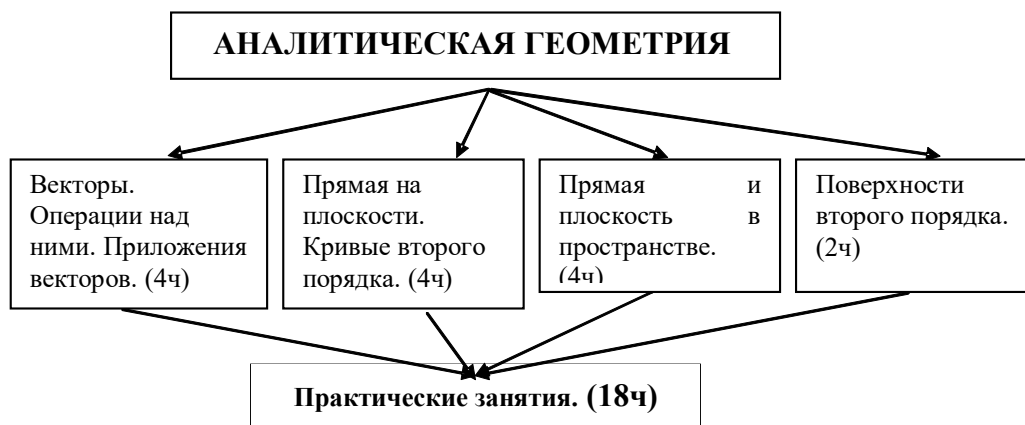 АНАЛИТИЧЕСКАЯ ГЕОМЕТРИЯ
Векторы.
Операции над
ними. Приложения
векторов. (4ч)
Прямая на
плоскости.
Кривые второго
порядка. (4ч)
Прямая и
плоскость в
пространстве.
(4ч)
Поверхности
второго порядка.
(2ч)
Практические занятия. (18ч)